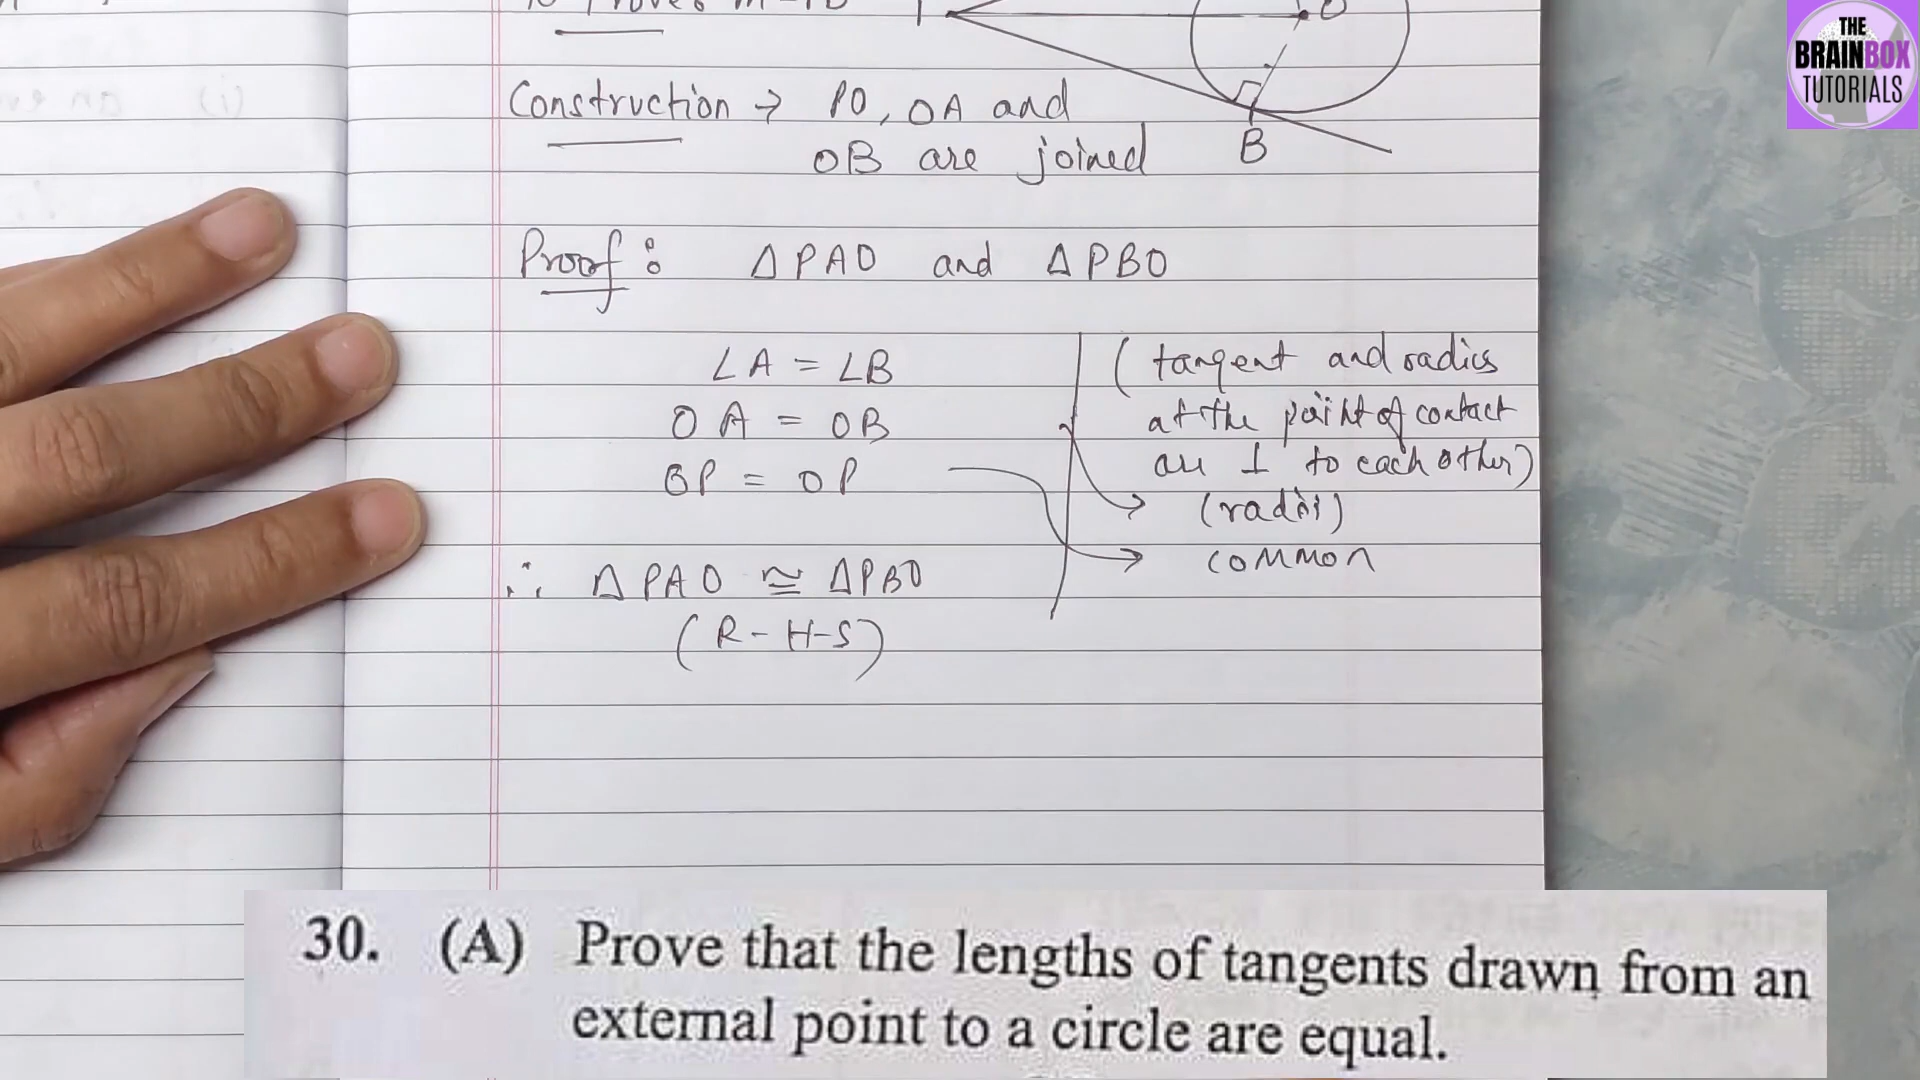 THE
BRAINBOX
TUTORIALS
O
Construction → PO, OA and
OB are joined
B
Proof : ΔPAO and ΔPBO
∠A = ∠B
OA = OB
OP = OP
(tangent and radius
at the point of contact
are ⊥ to each other)
(radii)
common
∴ ΔPAO ≅ ΔPBO
(R-H-S)
30. (A) Prove that the lengths of tangents drawn from an
external point to a circle are equal.